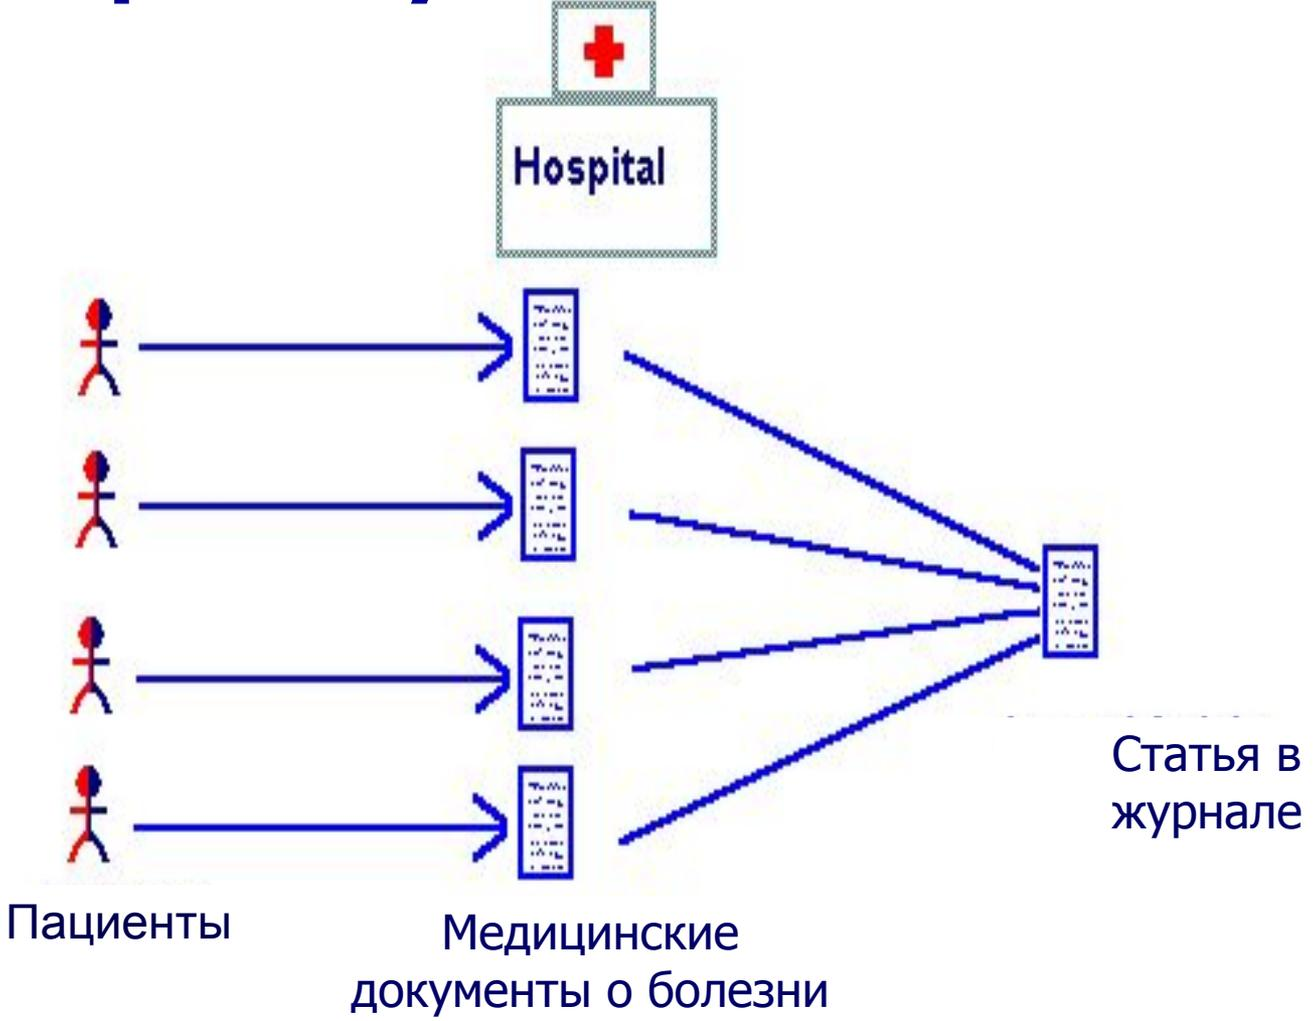 Hospital
Статья в
журнале
Пациенты
Медицинские
документы о болезни